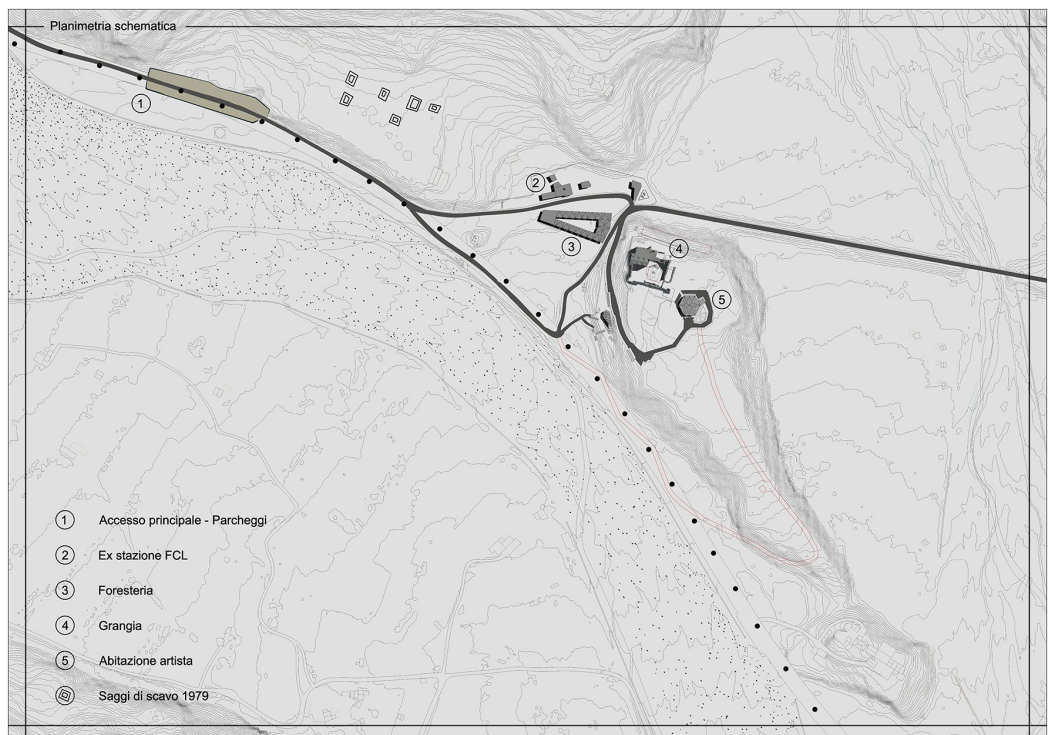 Planimetria schematica
1
2
3
4
5
1 Accesso principale - Parcheggi
2 Ex stazione FCL
3 Foresteria
4 Grangia
5 Abitazione artista
Saggi di scavo 1979